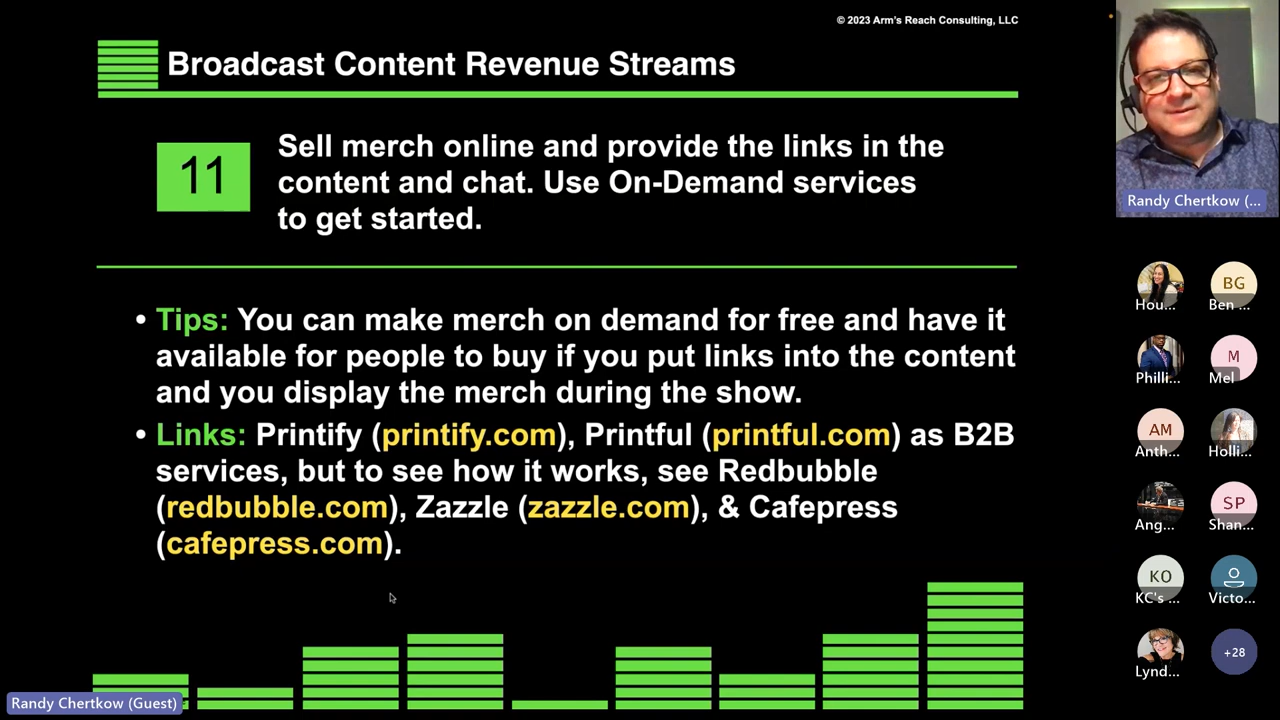 © 2023 Arm's Reach Consulting, LLC
Broadcast Content Revenue Streams
11
Sell merch online and provide the links in the
content and chat. Use On-Demand services
to get started.
• Tips: You can make merch on demand for free and have it
available for people to buy if you put links into the content
and you display the merch during the show.
• Links: Printify (printify.com), Printful (printful.com) as B2B
services, but to see how it works, see Redbubble
(redbubble.com), Zazzle (zazzle.com), & Cafepress
(cafepress.com).
Randy Chertkow (Guest)
Randy Chertkow (...
Hou...
BG
Ben ...
Philli...
M
Mel
AM
Anth...
Holli...
Ang...
SP
Shan...
KO
KC's ...
Victo...
Lynd...
+28